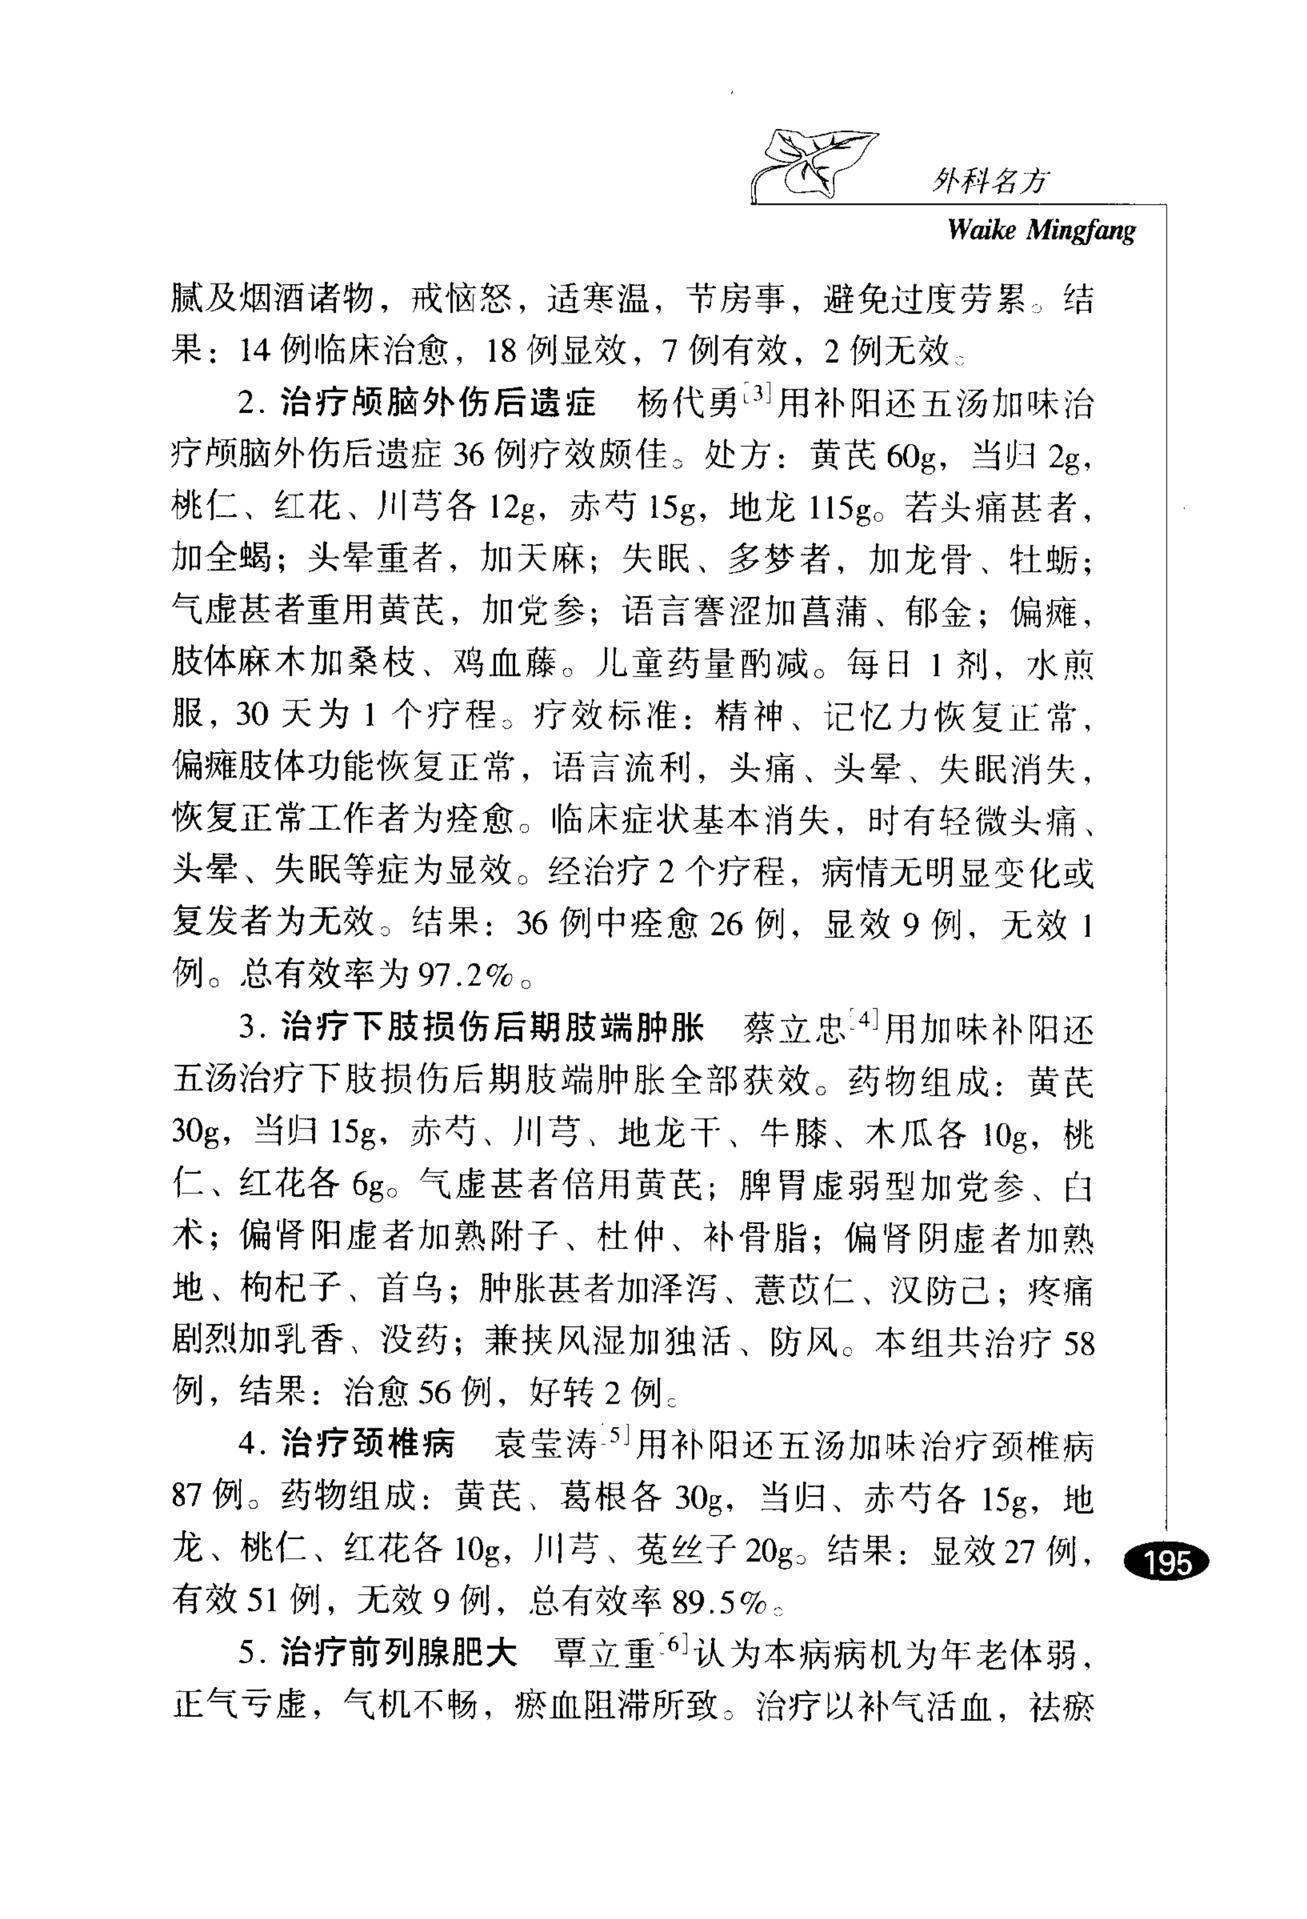 外科名方
Waike Mingfang
腻及烟酒诸物，戒恼怒，适寒温，节房事，避免过度劳累。结
果：14 例临床治愈，18 例显效，7 例有效，2 例无效。
2. 治疗颅脑外伤后遗症　杨代勇[3]用补阳还五汤加味治
疗颅脑外伤后遗症 36 例疗效颇佳。处方：黄芪 60g，当归 2g，
桃仁、红花、川芎各 12g，赤芍 15g，地龙 115g。若头痛甚者，
加全蝎；头晕重者，加天麻；失眠、多梦者，加龙骨、牡蛎；
气虚甚者重用黄芪，加党参；语言謇涩加菖蒲、郁金；偏瘫，
肢体麻木加桑枝、鸡血藤。儿童药量酌减。每日 1 剂，水煎
服，30 天为 1 个疗程。疗效标准：精神、记忆力恢复正常，
偏瘫肢体功能恢复正常，语言流利，头痛、头晕、失眠消失，
恢复正常工作者为痊愈。临床症状基本消失，时有轻微头痛、
头晕、失眠等症为显效。经治疗 2 个疗程，病情无明显变化或
复发者为无效。结果：36 例中痊愈 26 例，显效 9 例，无效 1
例。总有效率为 97.2%。
3. 治疗下肢损伤后期肢端肿胀　蔡立忠[4]用加味补阳还
五汤治疗下肢损伤后期肢端肿胀全部获效。药物组成：黄芪
30g，当归 15g，赤芍、川芎、地龙干、牛膝、木瓜各 10g，桃
仁、红花各 6g。气虚甚者倍用黄芪；脾胃虚弱型加党参、白
术；偏肾阳虚者加熟附子、杜仲、补骨脂；偏肾阴虚者加熟
地、枸杞子、首乌；肿胀甚者加泽泻、薏苡仁、汉防己；疼痛
剧烈加乳香、没药；兼挟风湿加独活、防风。本组共治疗 58
例，结果：治愈 56 例，好转 2 例。
4. 治疗颈椎病　袁莹涛[5]用补阳还五汤加味治疗颈椎病
87 例。药物组成：黄芪、葛根各 30g，当归、赤芍各 15g，地
龙、桃仁、红花各 10g，川芎、菟丝子 20g。结果：显效 27 例，
有效 51 例，无效 9 例，总有效率 89.5%。
5. 治疗前列腺肥大　覃立重[6]认为本病病机为年老体弱，
正气亏虚，气机不畅，瘀血阻滞所致。治疗以补气活血，祛瘀
195